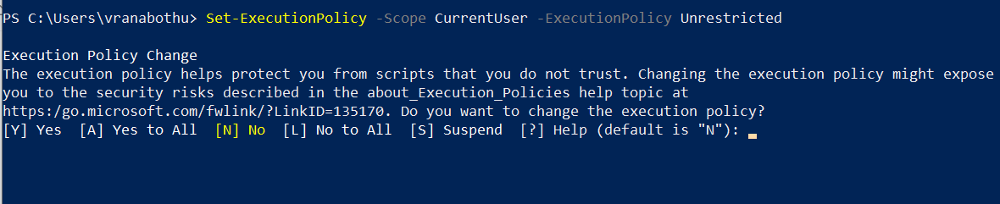 PS C:\Users\vranabothu> Set-ExecutionPolicy -Scope CurrentUser -ExecutionPolicy Unrestricted
Execution Policy Change
The execution policy helps protect you from scripts that you do not trust. Changing the execution policy might expose
you to the security risks described in the about_Execution_Policies help topic at
https:/go.microsoft.com/fwlink/?LinkID=135170. Do you want to change the execution policy?
[Y] Yes  [A] Yes to All  [N] No  [L] No to All  [S] Suspend  [?] Help (default is "N"):